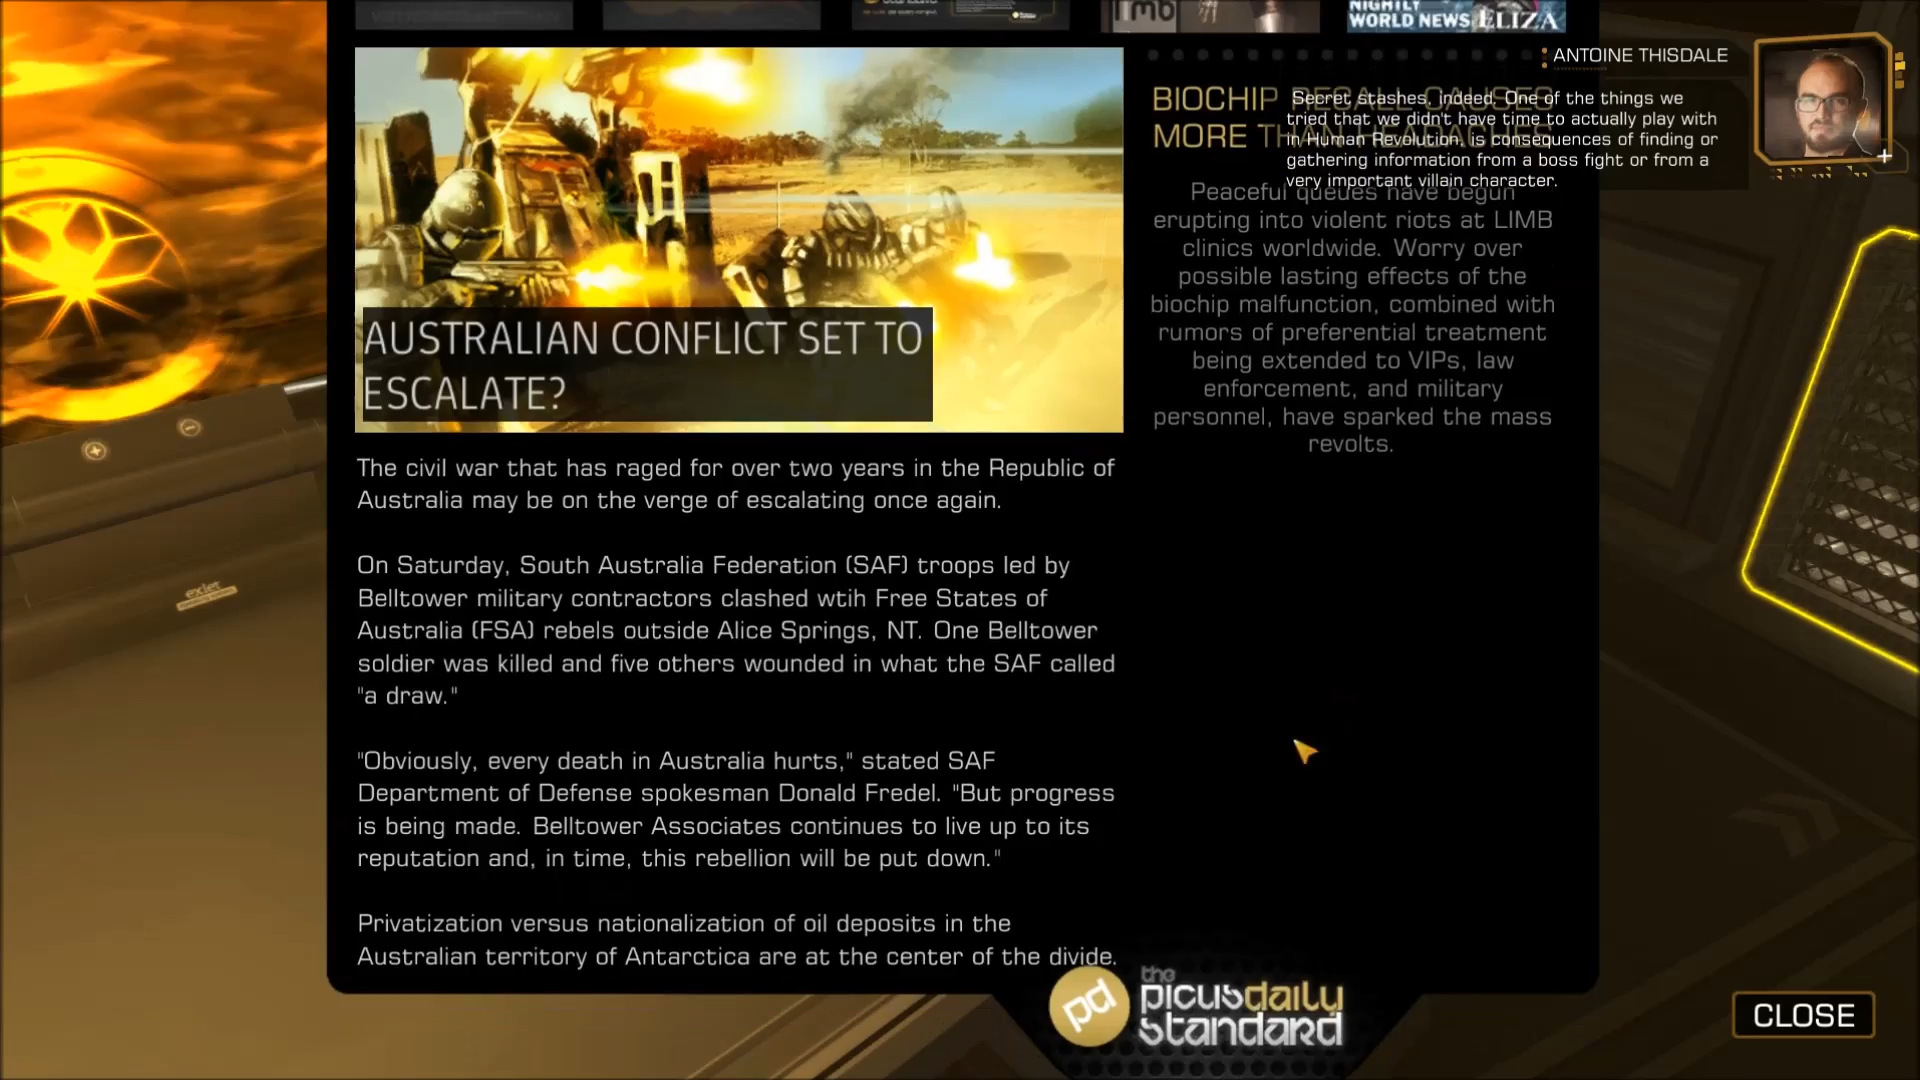 limb
NIGHTLY
WORLD NEWS ELIZA
ANTOINE THISDALE
Secret stashes, indeed. One of the things we
tried that we didn't have time to actually play with
in Human Revolution, is consequences of finding or
gathering information from a boss fight or from a
very important villain character.
AUSTRALIAN CONFLICT SET TO
ESCALATE?
The civil war that has raged for over two years in the Republic of
Australia may be on the verge of escalating once again.
On Saturday, South Australia Federation (SAF) troops led by
Belltower military contractors clashed wtih Free States of
Australia (FSA) rebels outside Alice Springs, NT. One Belltower
soldier was killed and five others wounded in what the SAF called
"a draw."
"Obviously, every death in Australia hurts," stated SAF
Department of Defense spokesman Donald Fredel. "But progress
is being made. Belltower Associates continues to live up to its
reputation and, in time, this rebellion will be put down."
Privatization versus nationalization of oil deposits in the
Australian territory of Antarctica are at the center of the divide.
BIOCHIP RECALL CAUSES
MORE THAN HEADACHES
Peaceful queues have begun
erupting into violent riots at LIMB
clinics worldwide. Worry over
possible lasting effects of the
biochip malfunction, combined with
rumors of preferential treatment
being extended to VIPs, law
enforcement, and military
personnel, have sparked the mass
revolts.
exlet
pd
the
picusdaily
standard
CLOSE